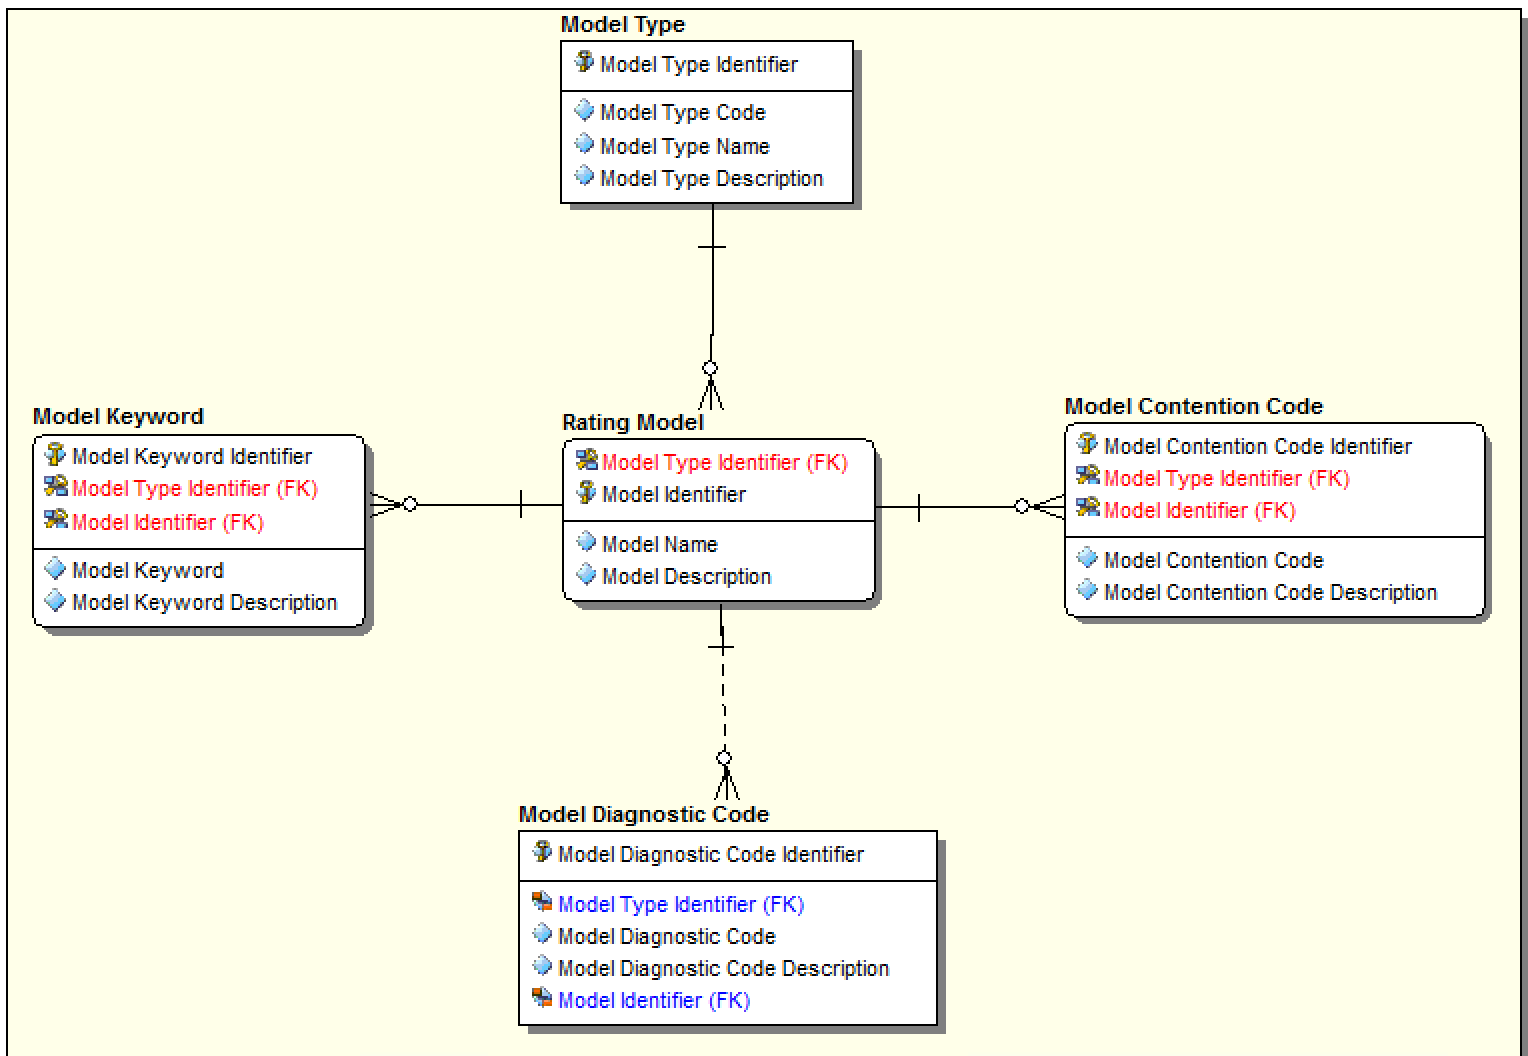 Model Type
Model Type Identifier
Model Type Code
Model Type Name
Model Type Description
Model Keyword
Model Keyword Identifier
Model Type Identifier (FK)
Model Identifier (FK)
Model Keyword
Model Keyword Description
Rating Model
Model Type Identifier (FK)
Model Identifier
Model Name
Model Description
Model Contention Code
Model Contention Code Identifier
Model Type Identifier (FK)
Model Identifier (FK)
Model Contention Code
Model Contention Code Description
Model Diagnostic Code
Model Diagnostic Code Identifier
Model Type Identifier (FK)
Model Diagnostic Code
Model Diagnostic Code Description
Model Identifier (FK)